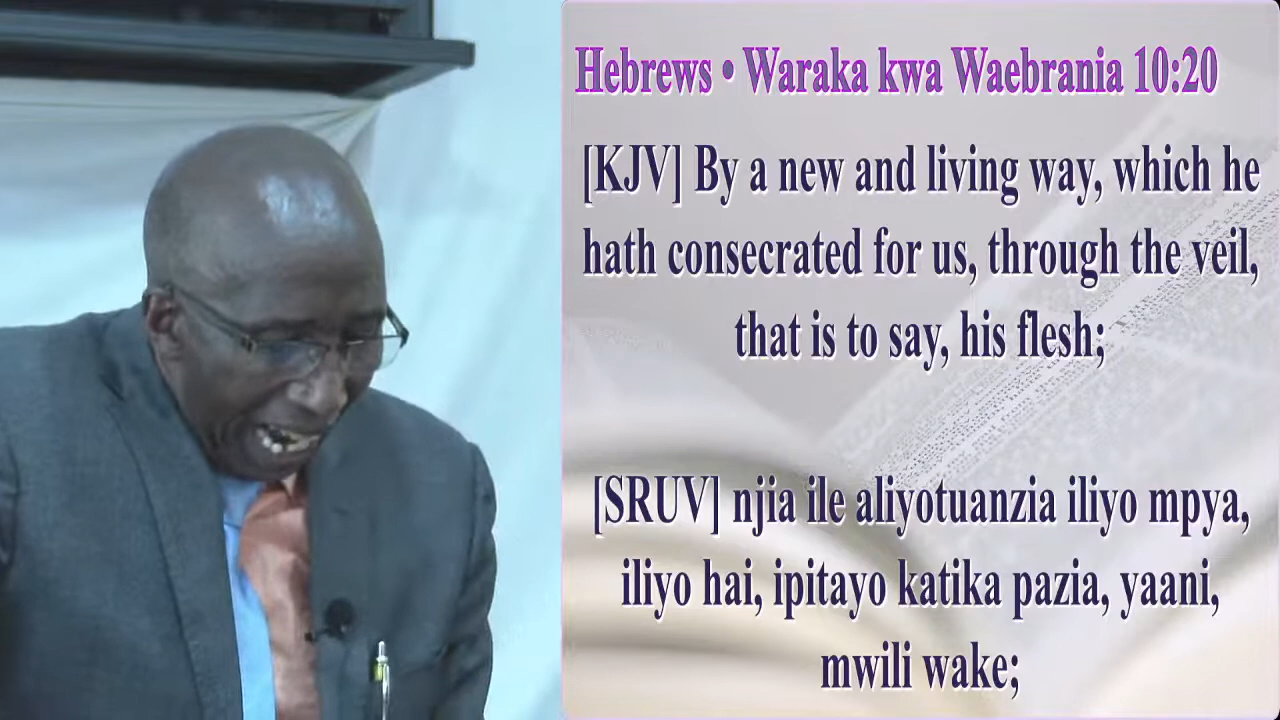 Hebrews • Waraka kwa Waebrania 10:20
[KJV] By a new and living way, which he
hath consecrated for us, through the veil,
that is to say, his flesh;
[SRUV] njia ile aliyotuanzia iliyo mpya,
iliyo hai, ipitayo katika pazia, yaani,
mwili wake;